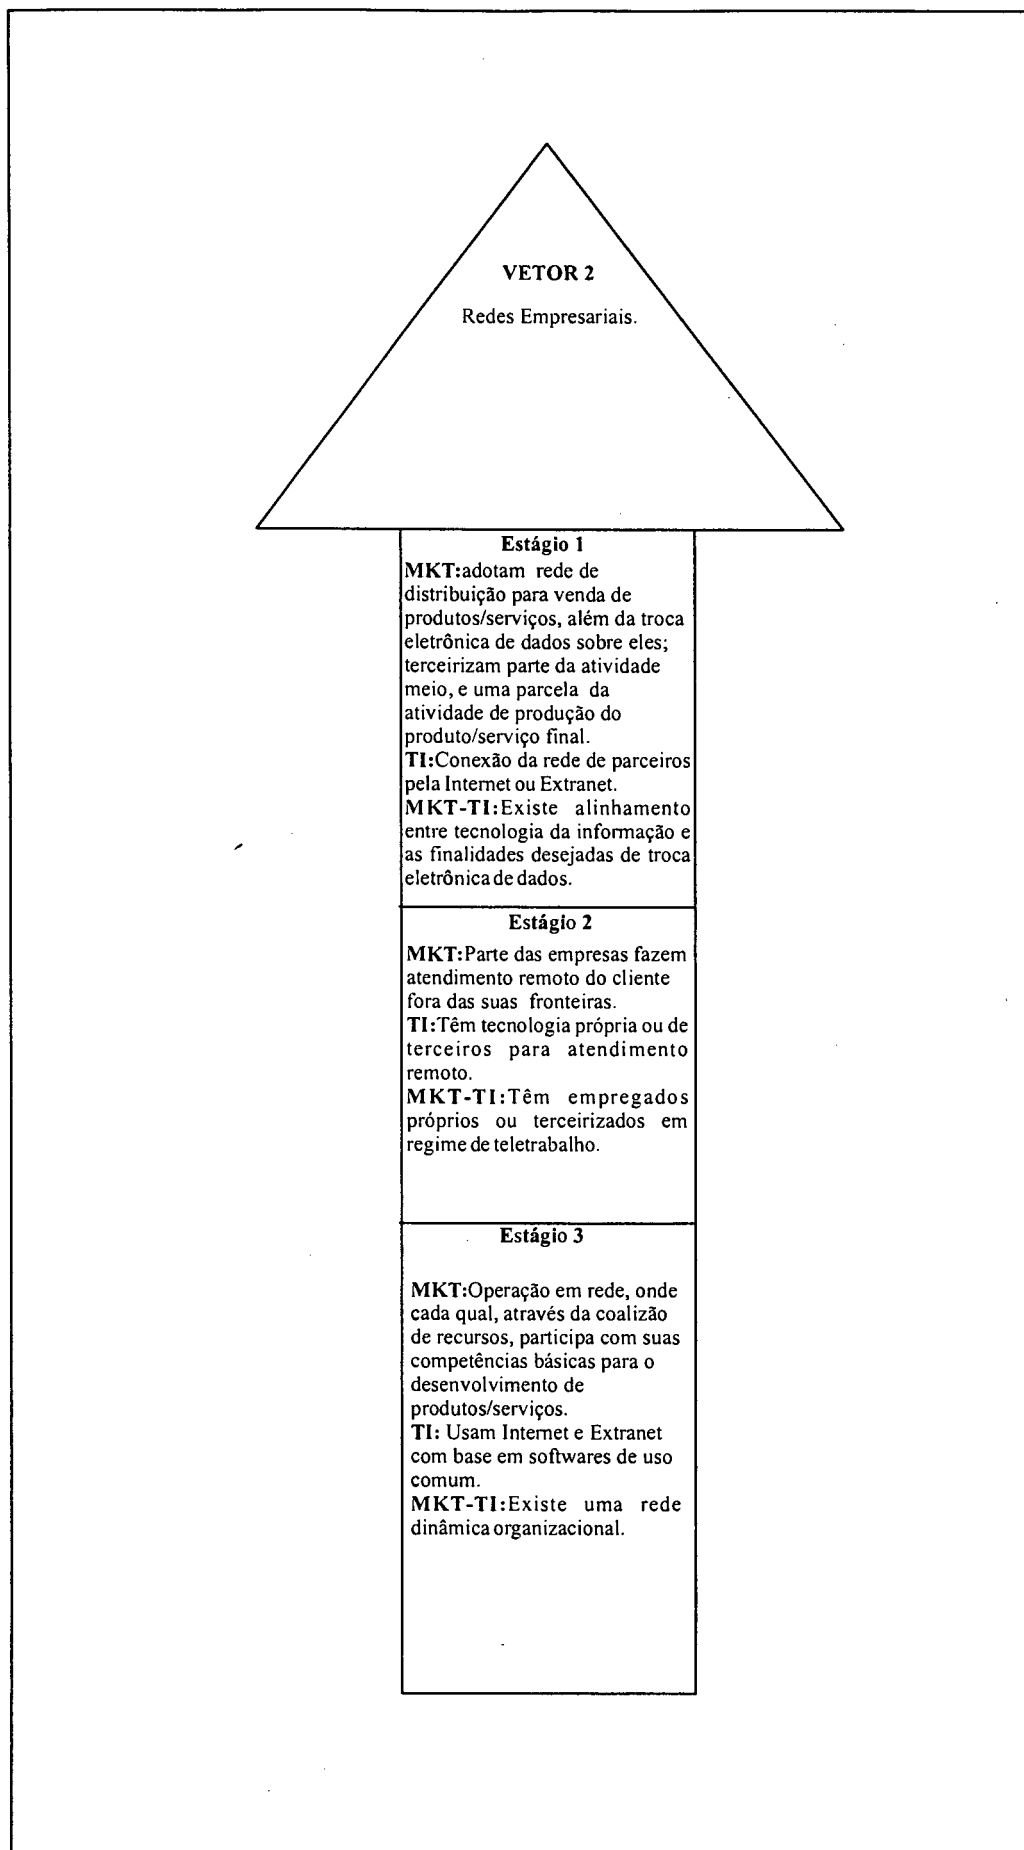 VETOR 2
Redes Empresariais.
Estágio 1
MKT:adotam rede de
distribuição para venda de
produtos/serviços, além da troca
eletrônica de dados sobre eles;
terceirizam parte da atividade
meio, e uma parcela da
atividade de produção do
produto/serviço final.
TI:Conexão da rede de parceiros
pela Internet ou Extranet.
MKT-TI:Existe alinhamento
entre tecnologia da informação e
as finalidades desejadas de troca
eletrônica de dados.
Estágio 2
MKT:Parte das empresas fazem
atendimento remoto do cliente
fora das suas fronteiras.
TI:Têm tecnologia própria ou de
terceiros para atendimento
remoto.
MKT-TI:Têm empregados
próprios ou terceirizados em
regime de teletrabalho.
Estágio 3
MKT:Operação em rede, onde
cada qual, através da coalizão
de recursos, participa com suas
competências básicas para o
desenvolvimento de
produtos/serviços.
TI: Usam Internet e Extranet
com base em softwares de uso
comum.
MKT-TI:Existe uma rede
dinâmica organizacional.